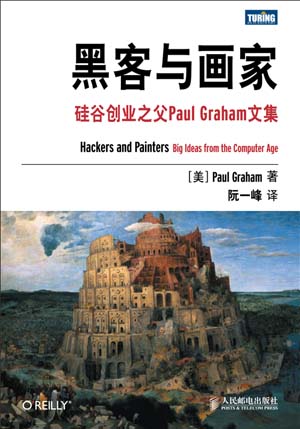 TURING
黑客与画家
硅谷创业之父Paul Graham文集
Hackers and Painters Big Ideas from the Computer Age
[美] Paul Graham 著
阮一峰 译
O'REILLY
人民邮电出版社
POSTS & TELECOM PRESS